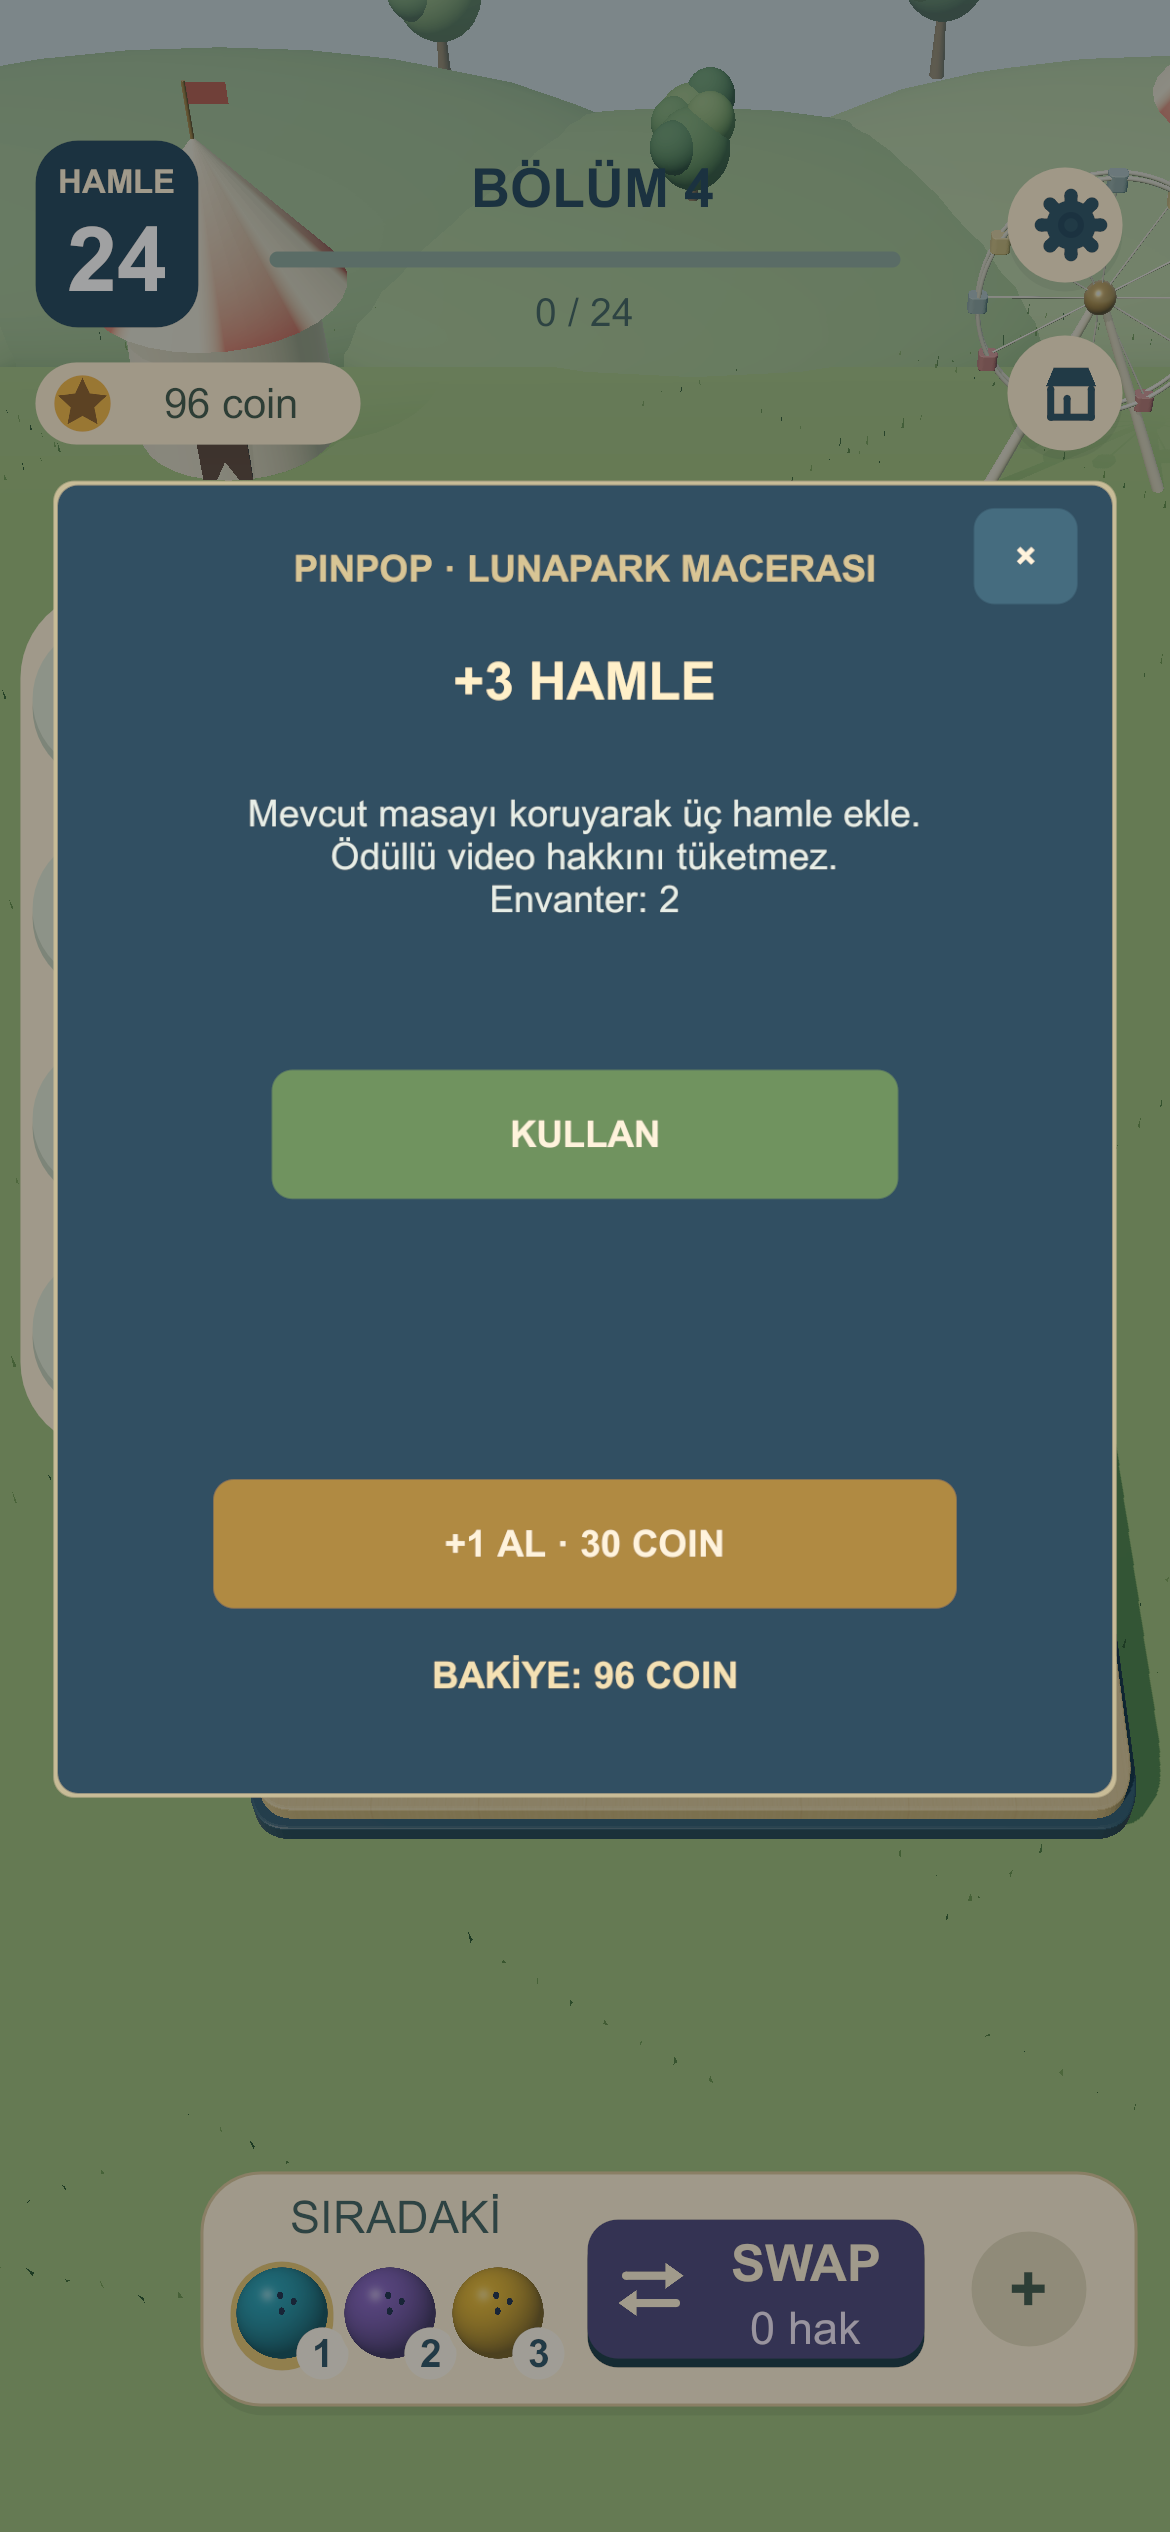 HAMLE
24
BÖLÜM 4
0 / 24
96 coin
PINPOP · LUNAPARK MACERASI
×
+3 HAMLE
Mevcut masayı koruyarak üç hamle ekle.
Ödüllü video hakkını tüketmez.
Envanter: 2
KULLAN
+1 AL · 30 COIN
BAKİYE: 96 COIN
SIRADAKİ
1
2
3
SWAP
0 hak
+